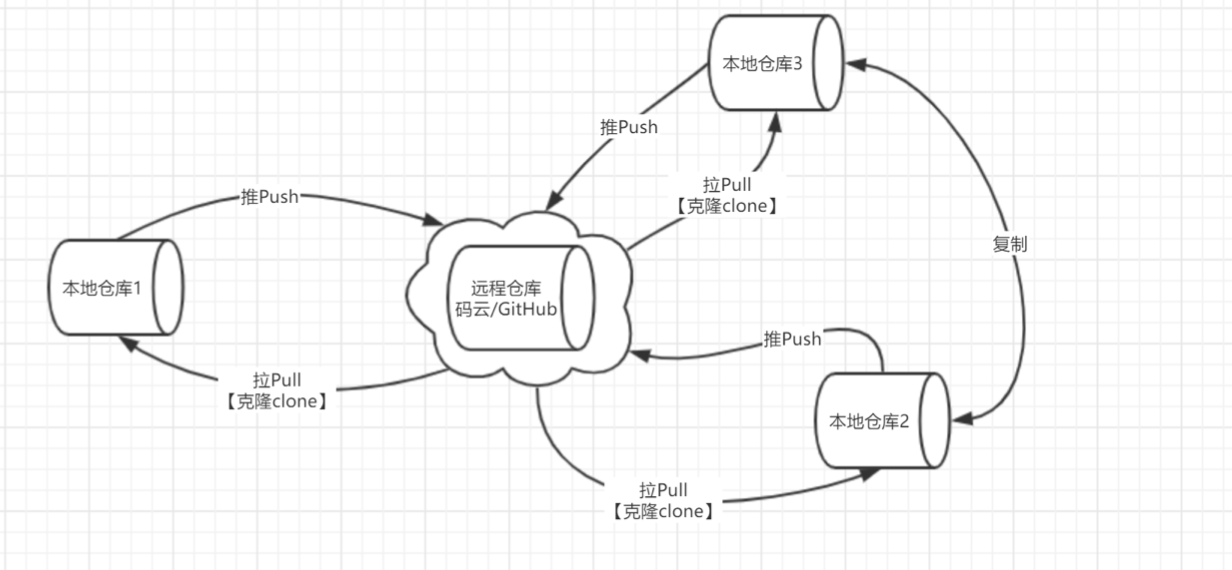 本地仓库3
推Push
拉Pull
【克隆clone】
推Push
复制
本地仓库1
远程仓库
码云/GitHub
推Push
拉Pull
【克隆clone】
本地仓库2
拉Pull
【克隆clone】